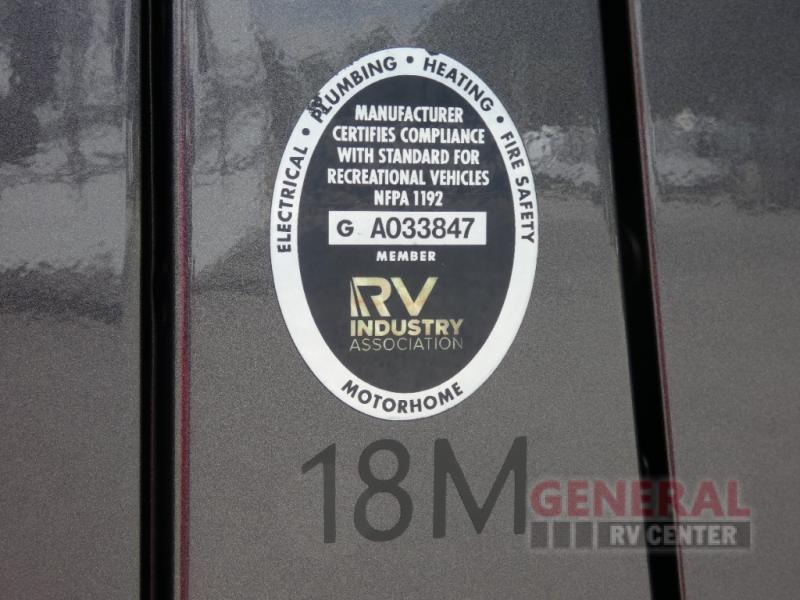 ELECTRICAL • PLUMBING • HEATING • FIRE SAFETY
MANUFACTURER
CERTIFIES COMPLIANCE
WITH STANDARD FOR
RECREATIONAL VEHICLES
NFPA 1192
G A033847
MEMBER
RV
INDUSTRY
ASSOCIATION
MOTORHOME
18M
GENERAL
RV CENTER